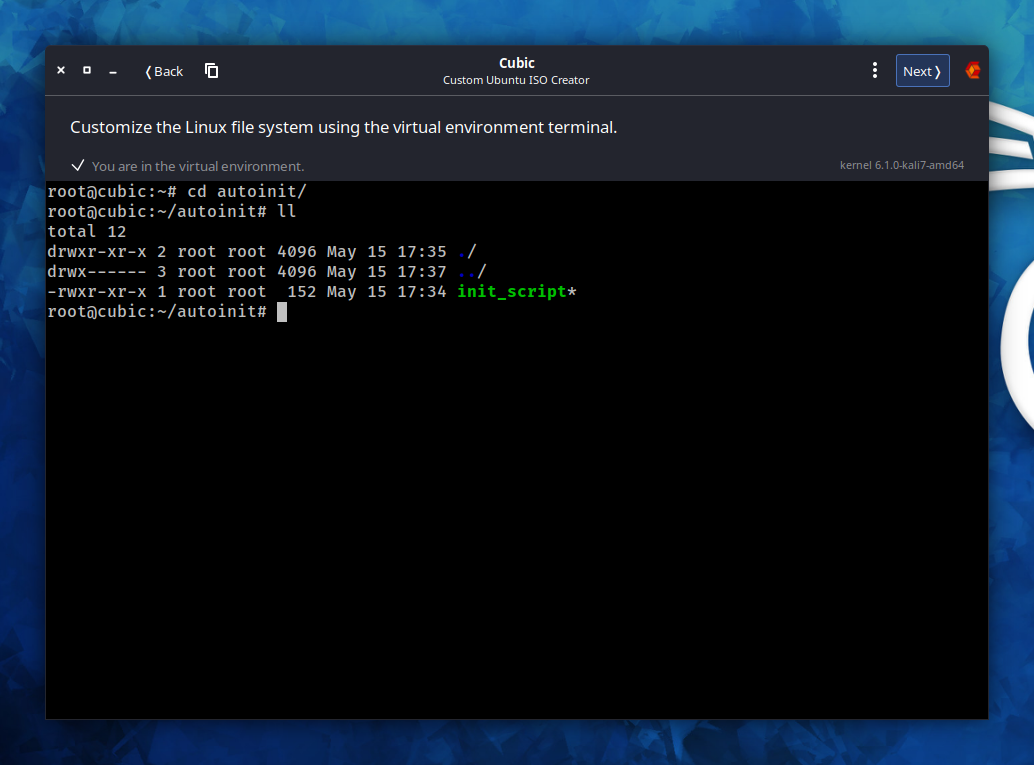 ❬Back
Cubic
Custom Ubuntu ISO Creator
Next❭
Customize the Linux file system using the virtual environment terminal.
You are in the virtual environment.
kernel 6.1.0-kali7-amd64
root@cubic:~# cd autoinit/
root@cubic:~/autoinit# ll
total 12
drwxr-xr-x 2 root root 4096 May 15 17:35 ./
drwx------ 3 root root 4096 May 15 17:37 ../
-rwxr-xr-x 1 root root  152 May 15 17:34 init_script*
root@cubic:~/autoinit#